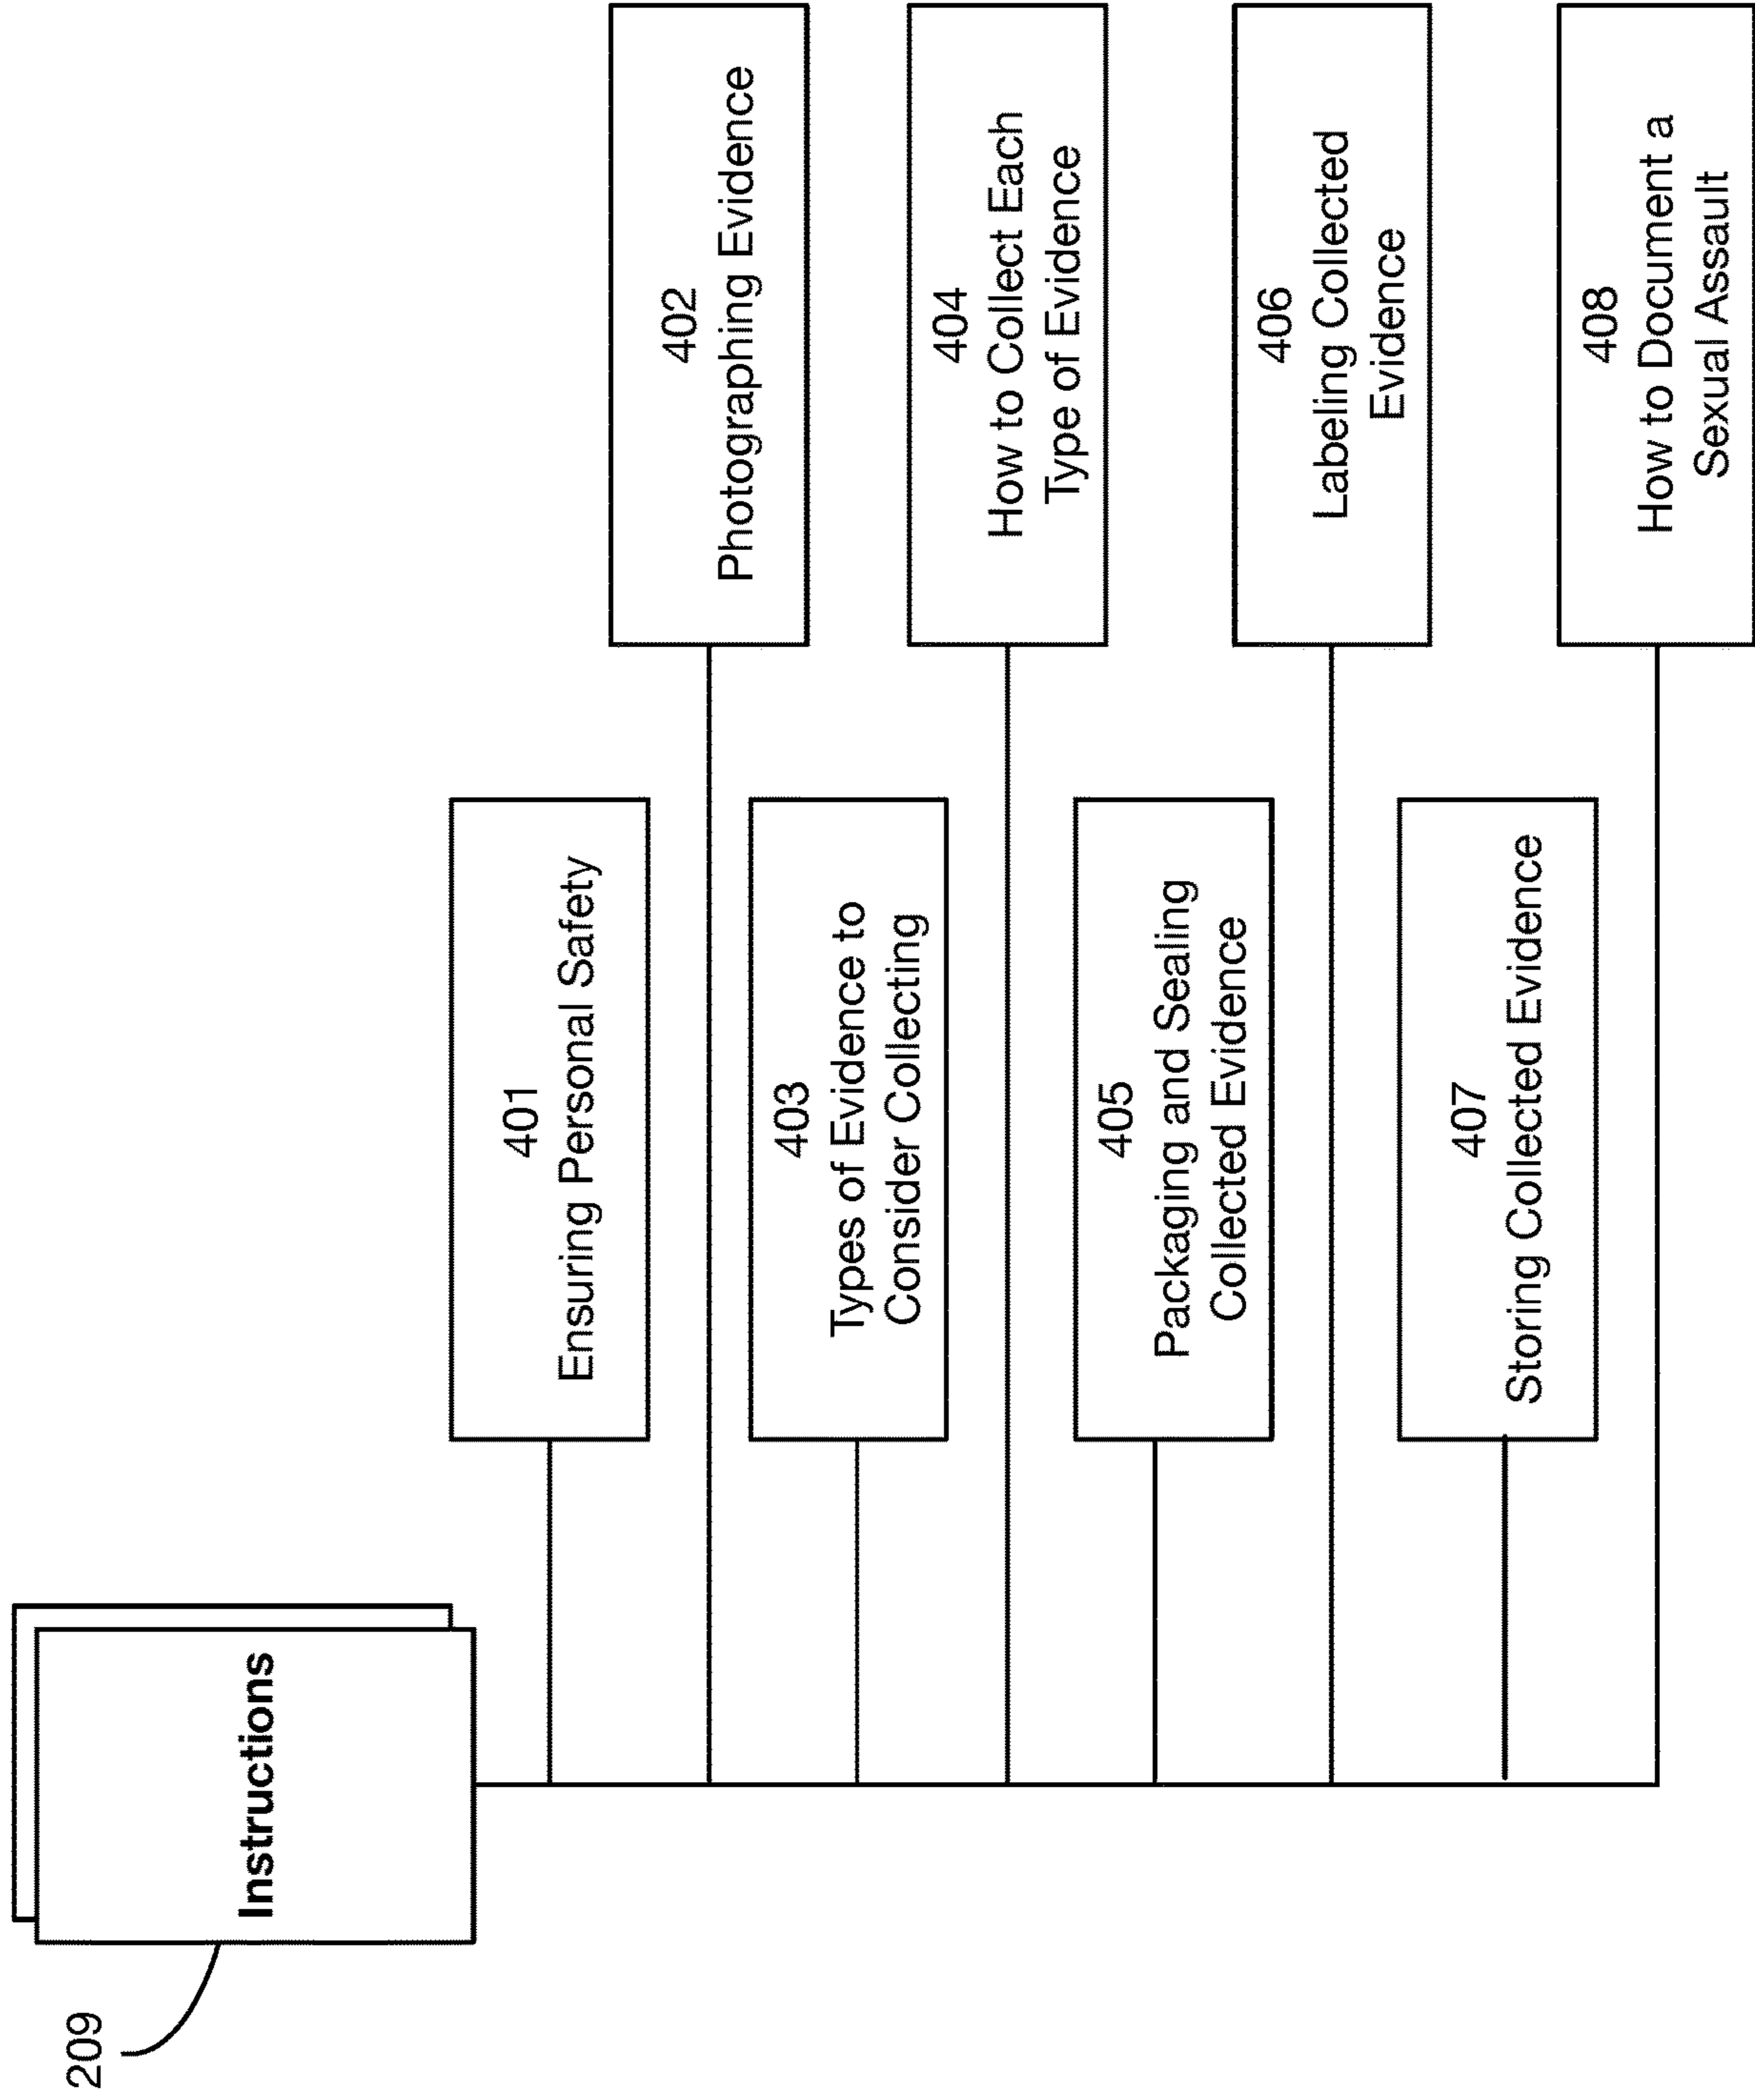 209
Instructions
401
Ensuring Personal Safety
402
Photographing Evidence
403
Types of Evidence to
Consider Collecting
404
How to Collect Each
Type of Evidence
405
Packaging and Sealing
Collected Evidence
406
Labeling Collected
Evidence
407
Storing Collected Evidence
408
How to Document a
Sexual Assault